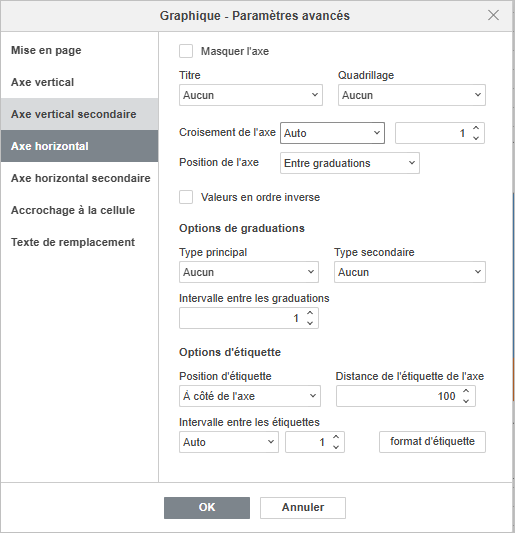 Graphique - Paramètres avancés
Mise en page
Axe vertical
Axe vertical secondaire
Axe horizontal
Axe horizontal secondaire
Accrochage à la cellule
Texte de remplacement
Masquer l'axe
Titre Quadrillage
Aucun Aucun
Croisement de l'axe Auto 1
Position de l'axe Entre graduations
Valeurs en ordre inverse
Options de graduations
Type principal Type secondaire
Aucun Aucun
Intervalle entre les graduations
1
Options d'étiquette
Position d'étiquette Distance de l'étiquette de l'axe
À côté de l'axe 100
Intervalle entre les étiquettes
Auto 1 format d'étiquette
OK Annuler